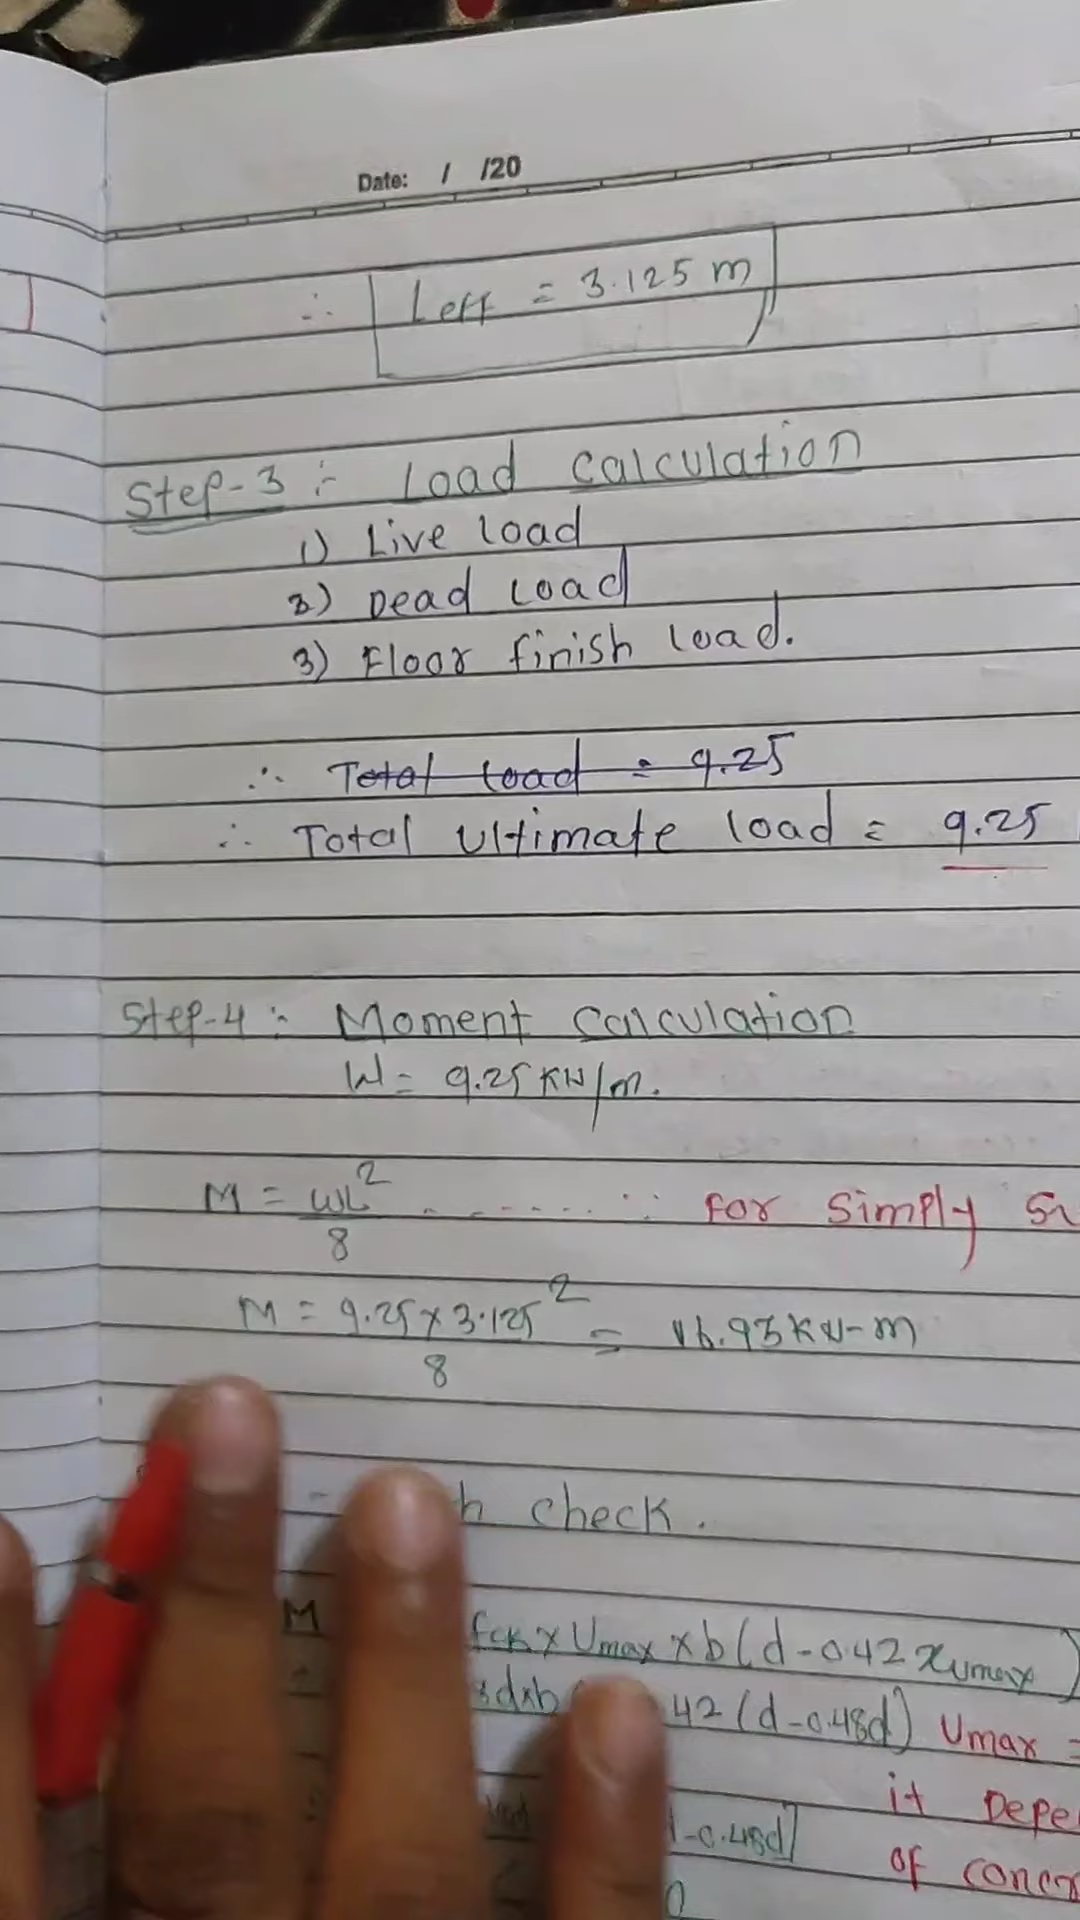 Date: / /20
∴ Leff = 3.125 m
Step-3 :- Load calculation
1) Live load
2) Dead load
3) Floor finish load.
∴ Total load = 9.25
∴ Total Ultimate load = 9.25
Step-4 :- Moment calculation
W = 9.25 KN/m.
M = WL²/8 - - - - - - ∵ For simply
M = 9.25 x 3.125²/8 = 16.93 KN-m
- h check.
M fck x Umax x b (d - 0.42 xumax)
dxb 42 (d - 0.48d) Umax =
it Depe
-0.48d] of concr
0